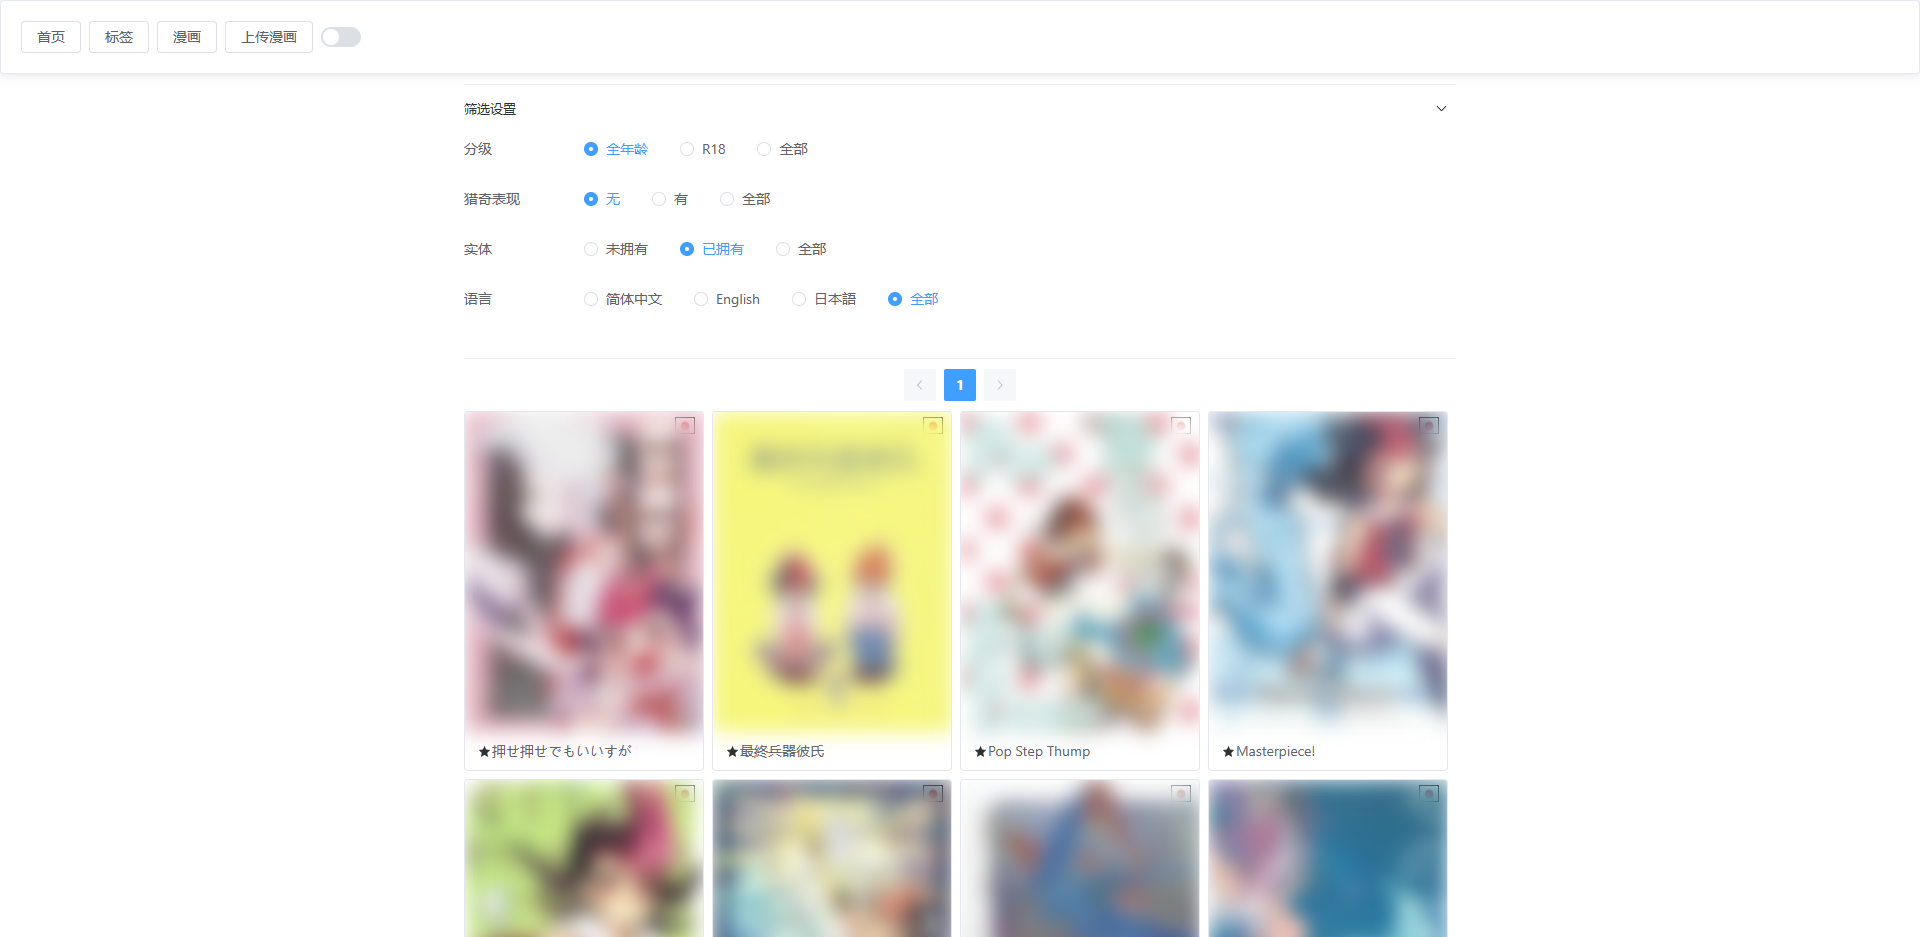 首页 标签 漫画 上传漫画
筛选设置
分级 全年龄 R18 全部
猎奇表现 无 有 全部
实体 未拥有 已拥有 全部
语言 简体中文 English 日本語 全部
1
★押せ押せでもいいすが
★最終兵器彼氏
★Pop Step Thump
★Masterpiece!